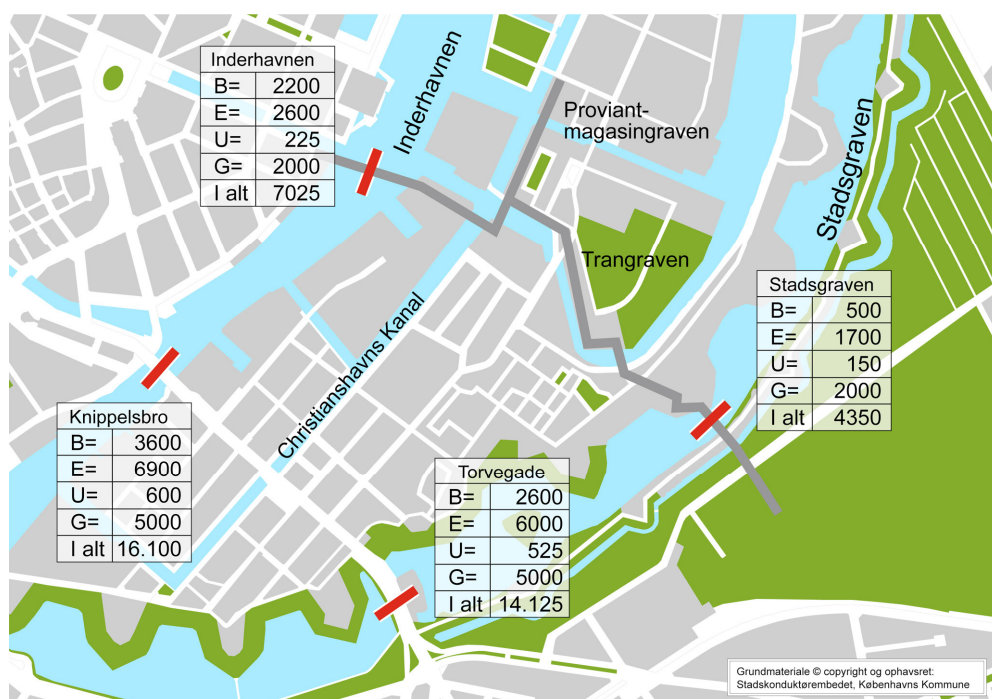 Inderhavnen
B= 2200
E= 2600
U= 225
G= 2000
I alt 7025
Inderhavnen
Proviant-
magasingraven
Stadsgraven
Trangraven
Stadsgraven
B= 500
E= 1700
U= 150
G= 2000
I alt 4350
Christianshavns Kanal
Knippelsbro
B= 3600
E= 6900
U= 600
G= 5000
I alt 16.100
Torvegade
B= 2600
E= 6000
U= 525
G= 5000
I alt 14.125
Grundmateriale © copyright og ophavsret:
Stadskonduktørembedet, Københavns Kommune